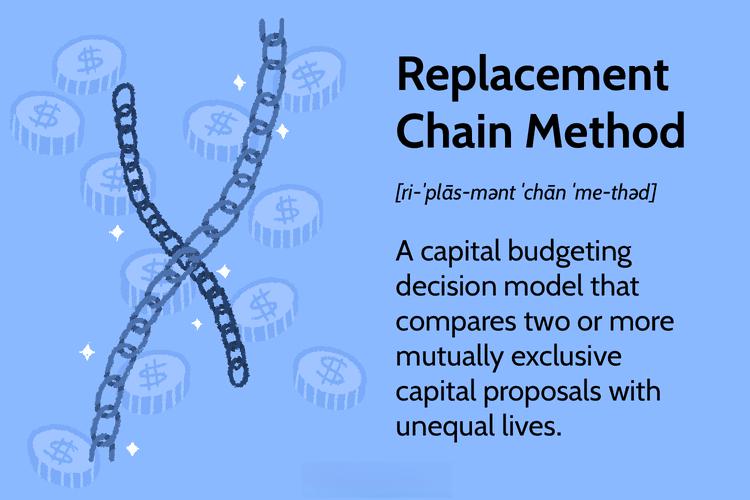 Replacement
Chain Method
[ri-ˈplās-mənt ˈchān ˈme-thəd]
A capital budgeting
decision model that
compares two or more
mutually exclusive
capital proposals with
unequal lives.